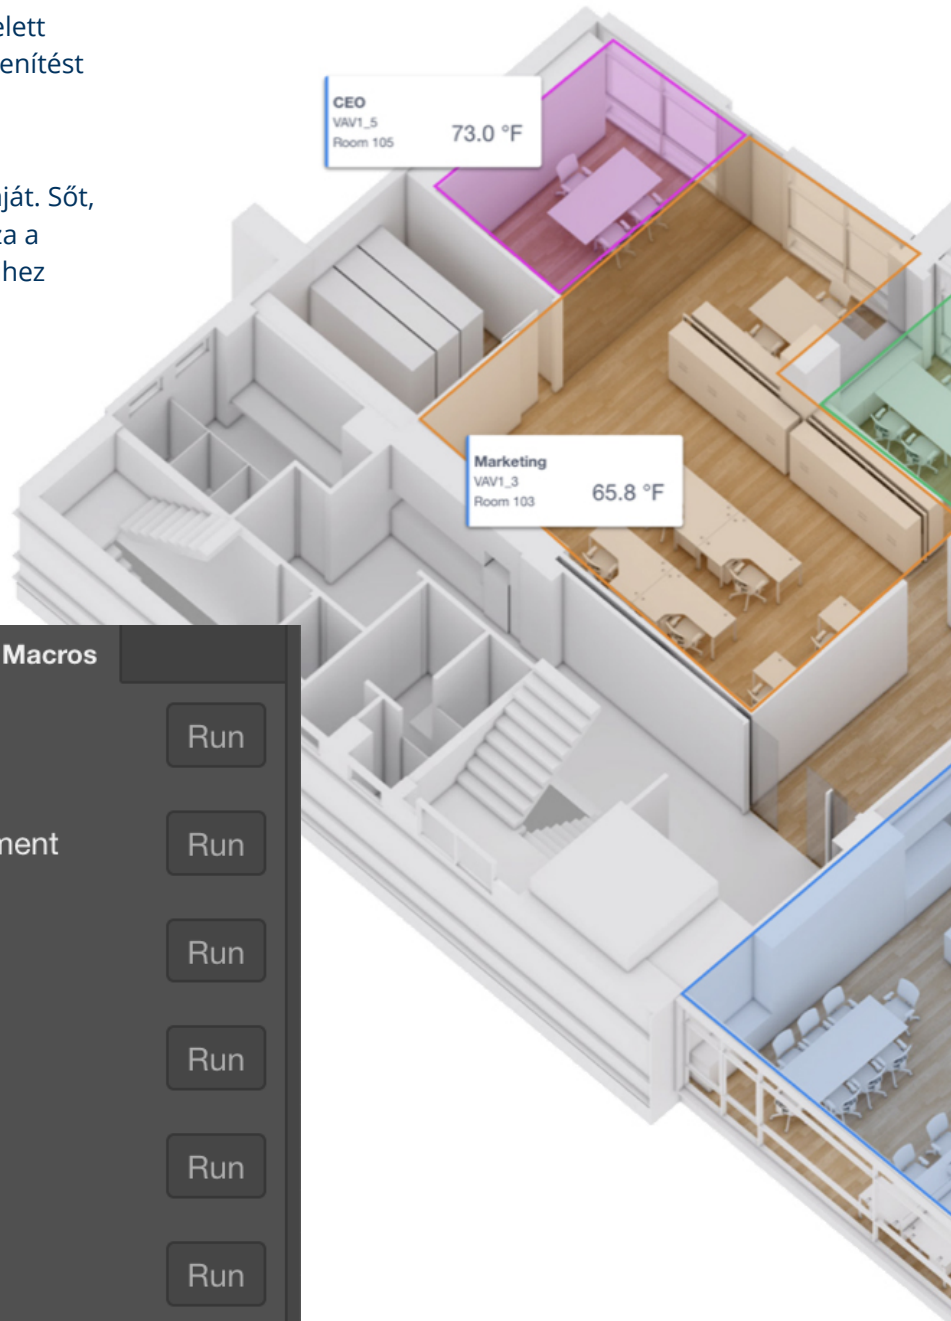 elett
enítést
ját. Sőt,
za a
hez
CEO
VAV1_5
Room 105
73.0 °F
Marketing
VAV1_3
Room 103
65.8 °F
Macros
Run
ment
Run
Run
Run
Run
Run